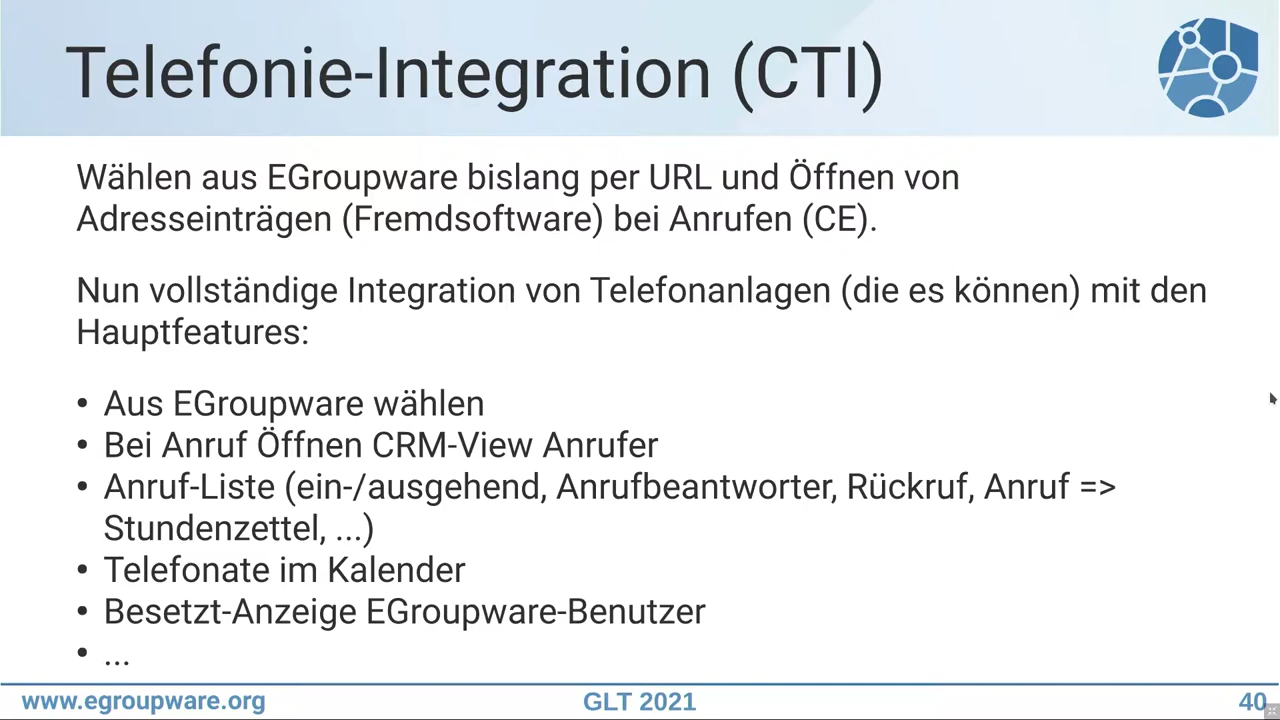 Telefonie-Integration (CTI)
Wählen aus EGroupware bislang per URL und Öffnen von
Adresseinträgen (Fremdsoftware) bei Anrufen (CE).
Nun vollständige Integration von Telefonanlagen (die es können) mit den
Hauptfeatures:
• Aus EGroupware wählen
• Bei Anruf Öffnen CRM-View Anrufer
• Anruf-Liste (ein-/ausgehend, Anrufbeantworter, Rückruf, Anruf =>
Stundenzettel, ...)
• Telefonate im Kalender
• Besetzt-Anzeige EGroupware-Benutzer
• ...
www.egroupware.org GLT 2021 40